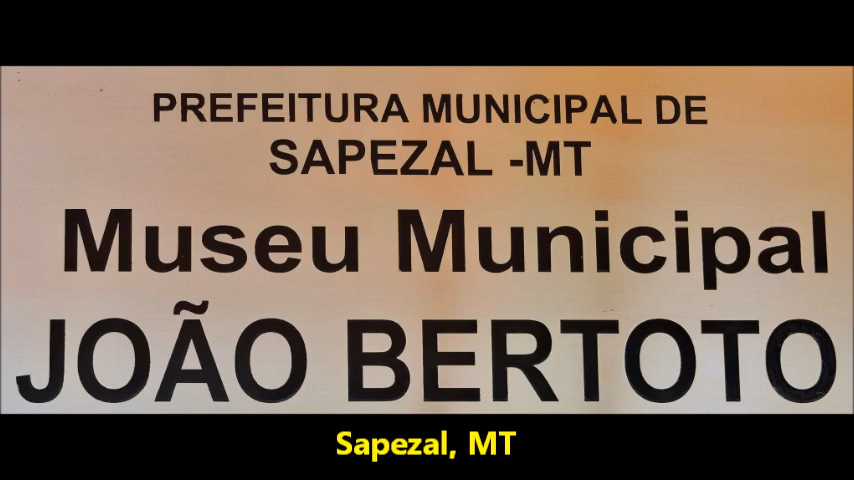 PREFEITURA MUNICIPAL DE
SAPEZAL -MT
Museu Municipal
JOÃO BERTOTO
Sapezal, MT